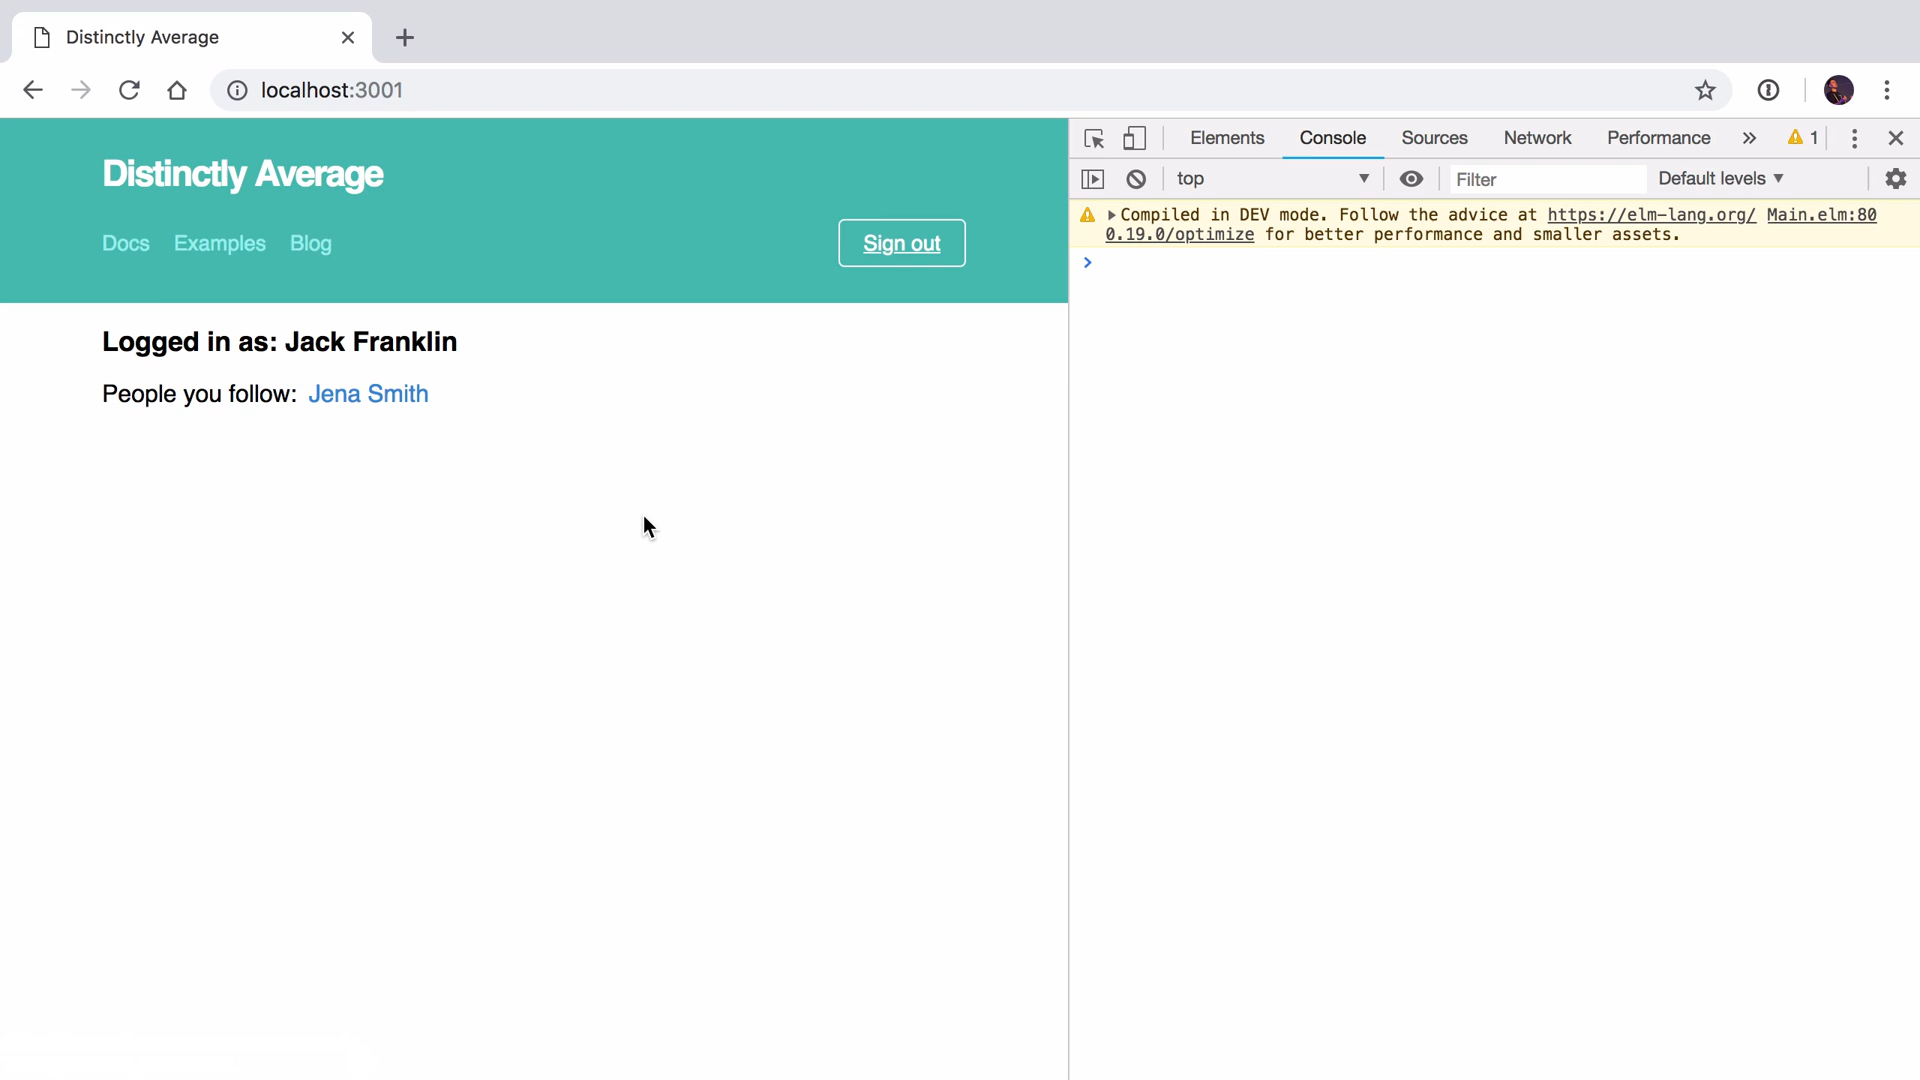 Distinctly Average
localhost:3001
Distinctly Average
Docs Examples Blog
Sign out
Logged in as: Jack Franklin
People you follow: Jena Smith
Elements Console Sources Network Performance » 1
top Filter Default levels
Compiled in DEV mode. Follow the advice at https://elm-lang.org/ Main.elm:80
0.19.0/optimize for better performance and smaller assets.